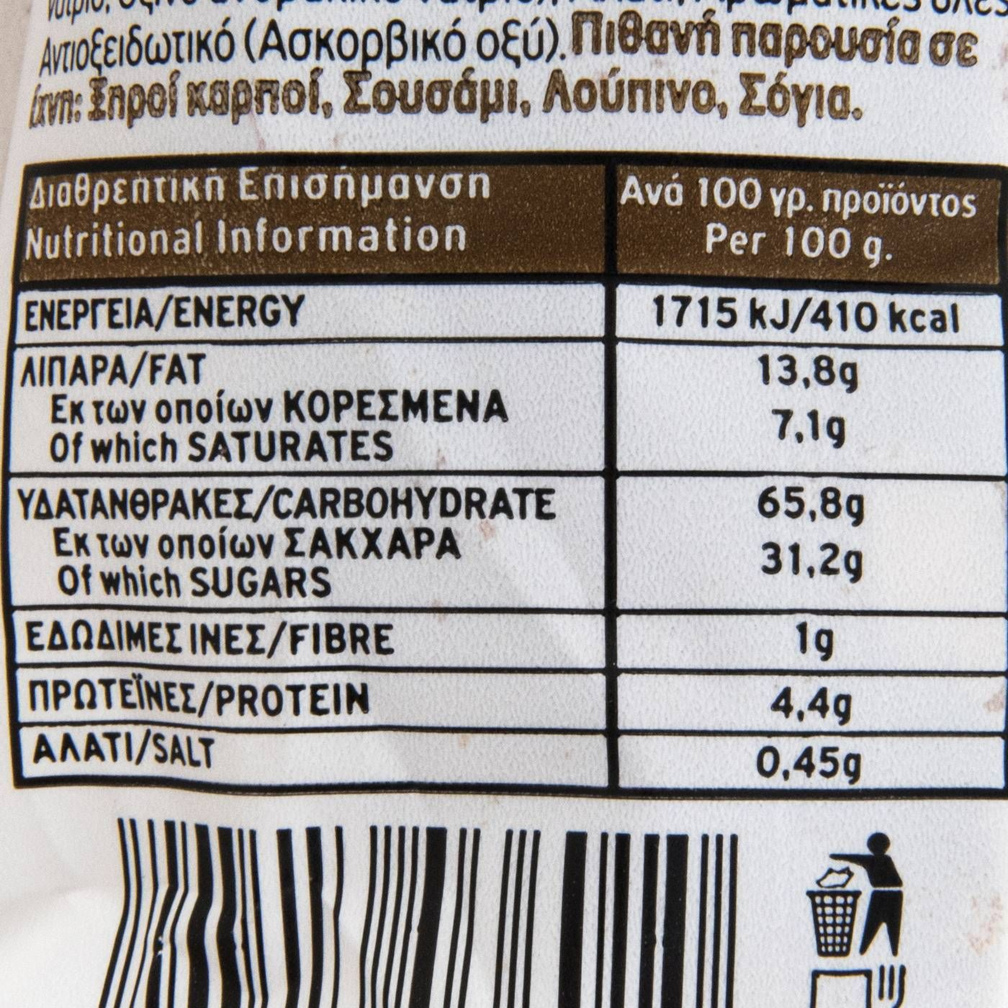 Αντιοξειδωτικό (Ασκορβικό οξύ). Πιθανή παρουσία σε
ίχνη: Ξηροί καρποί, Σουσάμι, Λούπινο, Σόγια.
Διαθρεπτική Επισήμανση
Nutritional Information
Ανά 100 γρ. προϊόντος
Per 100 g.
ΕΝΕΡΓΕΙΑ/ENERGY 1715 kJ/410 kcal
ΛΙΠΑΡΑ/FAT 13,8g
Εκ των οποίων ΚΟΡΕΣΜΕΝΑ 7,1g
Of which SATURATES
ΥΔΑΤΑΝΘΡΑΚΕΣ/CARBOHYDRATE 65,8g
Εκ των οποίων ΣΑΚΧΑΡΑ 31,2g
Of which SUGARS
ΕΔΩΔΙΜΕΣ ΙΝΕΣ/FIBRE 1g
ΠΡΩΤΕΪΝΕΣ/PROTEIN 4,4g
ΑΛΑΤΙ/SALT 0,45g